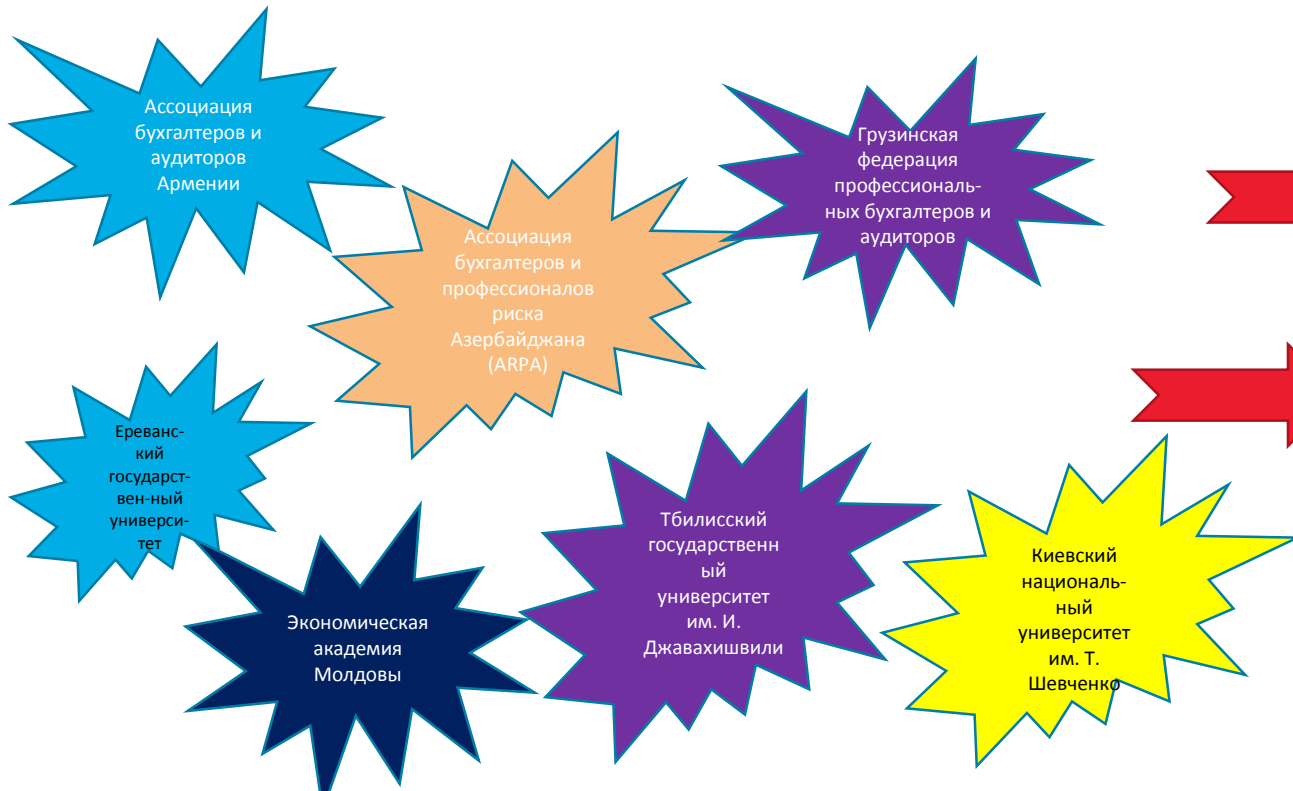 Ассоциация
бухгалтеров и
аудиторов
Армении
Ассоциация
бухгалтеров и
профессионалов
риска
Азербайджана
(ARPA)
Грузинская
федерация
профессиональ-
ных бухгалтеров и
аудиторов
Ереванс-
кий
государст-
вен-ный
универси-
тет
Экономическая
академия
Молдовы
Тбилисский
государственн
ый
университет
им. И.
Джавахишвили
Киевский
националь-
ный
университет
им. Т.
Шевченко